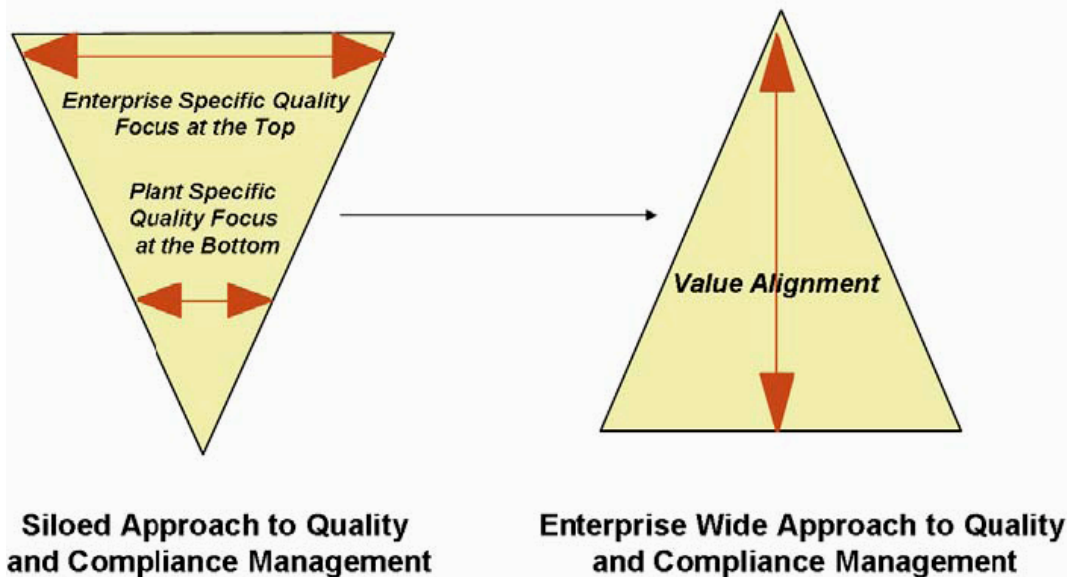 Enterprise Specific Quality
Focus at the Top
Plant Specific
Quality Focus
at the Bottom
Value Alignment
Siloed Approach to Quality
and Compliance Management
Enterprise Wide Approach to Quality
and Compliance Management